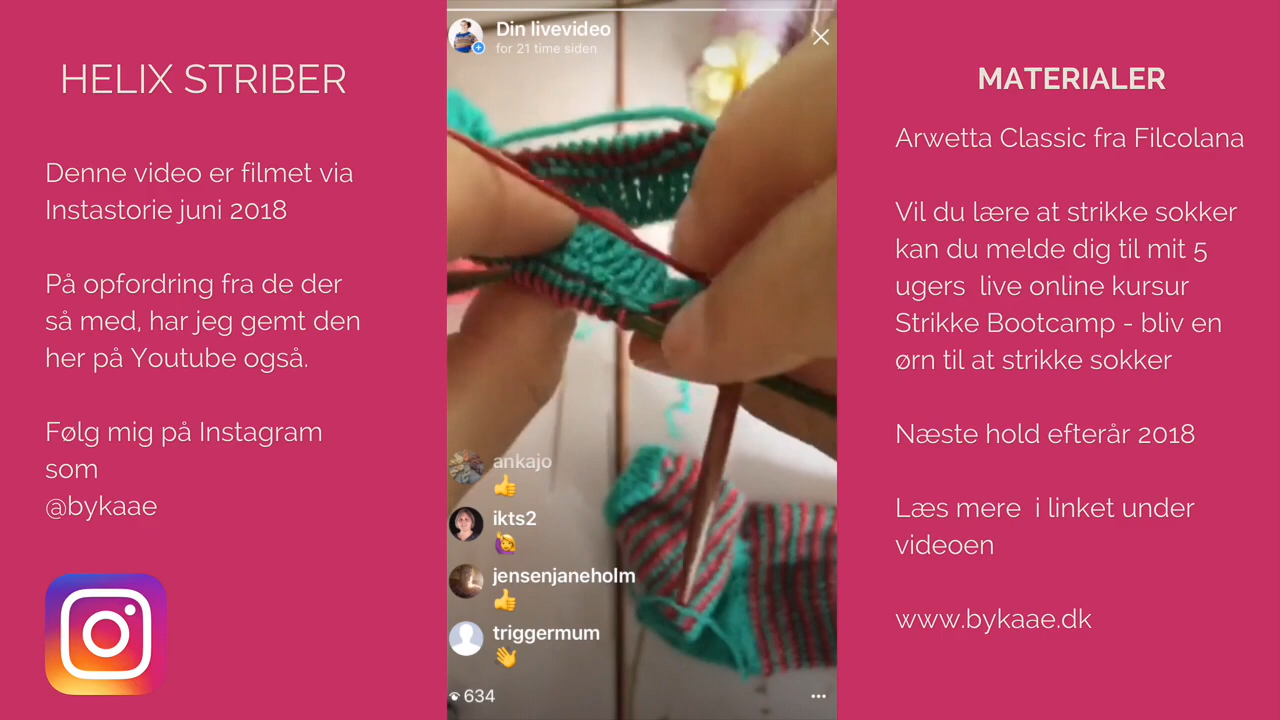 HELIX STRIBER
Denne video er filmet via
Instastorie juni 2018
På opfordring fra de der
så med, har jeg gemt den
her på Youtube også.
Følg mig på Instagram
som
@bykaae
Din livevideo
for 21 time siden
ankajo
ikts2
jensenjaneholm
triggermum
634
MATERIALER
Arwetta Classic fra Filcolana
Vil du lære at strikke sokker
kan du melde dig til mit 5
ugers  live online kursur
Strikke Bootcamp - bliv en
ørn til at strikke sokker
Næste hold efterår 2018
Læs mere  i linket under
videoen
www.bykaae.dk